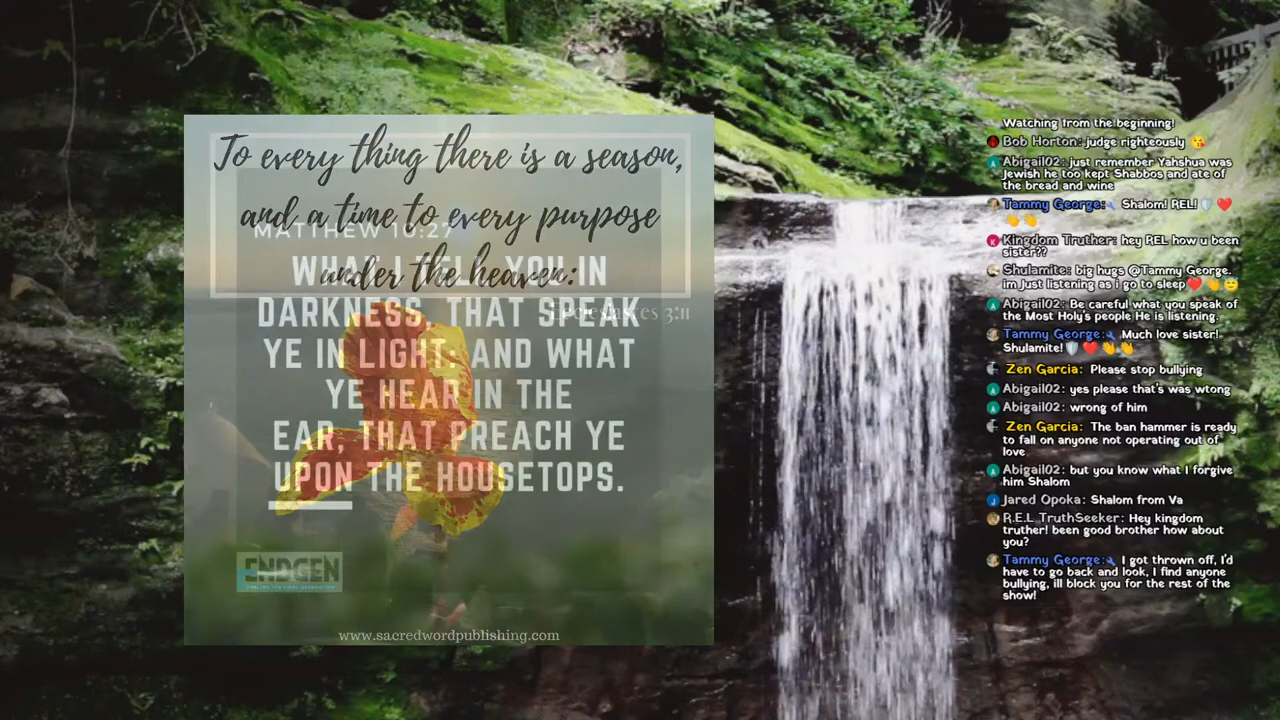 To every thing there is a season,
and a time to every purpose
under the heaven:
Ecclesiastes 3:11
MATTHEW 10:27
WHAT I TELL YOU IN
DARKNESS, THAT SPEAK
YE IN LIGHT: AND WHAT
YE HEAR IN THE
EAR, THAT PREACH YE
UPON THE HOUSETOPS.
ENDGEN
www.sacredwordpublishing.com
Watching from the beginning!
Bob Horton: judge righteously 😘
Abigail02: just remember Yahshua was
Jewish he too kept Shabbos and ate of
the bread and wine
Tammy George:🔧 Shalom! REL!🛡️ ❤️
👏👏
Kingdom Truther: hey REL how u been
sister??
Shulamite: big hugs @Tammy George.
im Just listening as i go to sleep❤️👏😇
Abigail02: Be careful what you speak of
the Most Holy's people He is listening.
Tammy George:🔧 Much love sister!
Shulamite!🛡️❤️👏👏
Zen Garcia: Please stop bullying
Abigail02: yes please that's was wtong
Abigail02: wrong of him
Zen Garcia: The ban hammer is ready
to fall on anyone not operating out of
love
Abigail02: but you know what I forgive
him Shalom
Jared Opoka: Shalom from Va
R.E.L TruthSeeker: Hey kingdom
truther! been good brother how about
you?
Tammy George:🔧 I got thrown off, I'd
have to go back and look, I find anyone
bullying, ill block you for the rest of the
show!